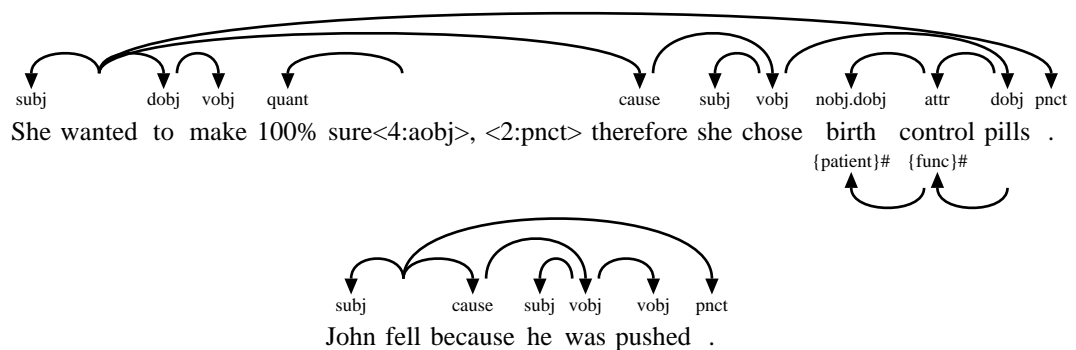 subj dobj vobj quant cause subj vobj nobj.dobj attr dobj pnct
She wanted to make 100% sure<4:aobj>, <2:pnct> therefore she chose birth control pills .
{patient}# {func}#
subj cause subj vobj vobj pnct
John fell because he was pushed .